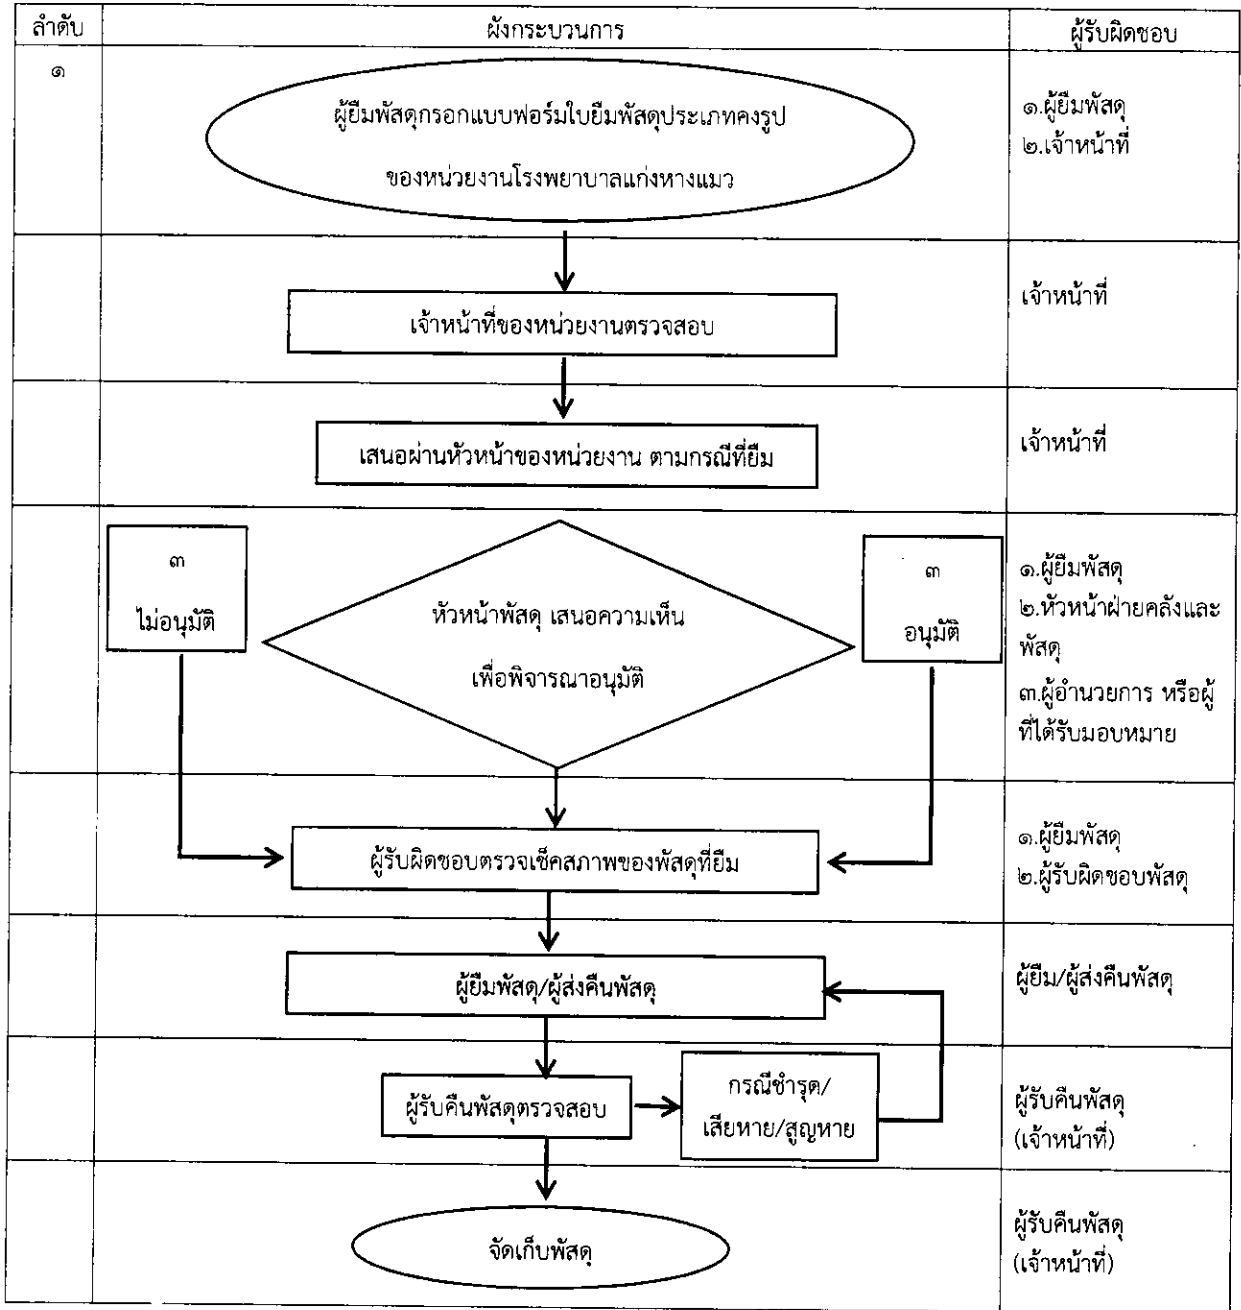 ลำดับ
ผังกระบวนการ
ผู้รับผิดชอบ
๑
ผู้ยืมพัสดุกรอกแบบฟอร์มใบยืมพัสดุประเภทคงรูป
ของหน่วยงานโรงพยาบาลแก่งหางแมว
๑.ผู้ยืมพัสดุ
๒.เจ้าหน้าที่
เจ้าหน้าที่ของหน่วยงานตรวจสอบ
เจ้าหน้าที่
เสนอผ่านหัวหน้าของหน่วยงาน ตามกรณีที่ยืม
เจ้าหน้าที่
๓
ไม่อนุมัติ
หัวหน้าพัสดุ เสนอความเห็น
เพื่อพิจารณาอนุมัติ
๓
อนุมัติ
๑.ผู้ยืมพัสดุ
๒.หัวหน้าฝ่ายคลังและ
พัสดุ
๓.ผู้อำนวยการ หรือผู้
ที่ได้รับมอบหมาย
ผู้รับผิดชอบตรวจเช็คสภาพของพัสดุที่ยืม
๑.ผู้ยืมพัสดุ
๒.ผู้รับผิดชอบพัสดุ
ผู้ยืมพัสดุ/ผู้ส่งคืนพัสดุ
ผู้ยืม/ผู้ส่งคืนพัสดุ
ผู้รับคืนพัสดุตรวจสอบ
กรณีชำรุด/
เสียหาย/สูญหาย
ผู้รับคืนพัสดุ
(เจ้าหน้าที่)
จัดเก็บพัสดุ
ผู้รับคืนพัสดุ
(เจ้าหน้าที่)